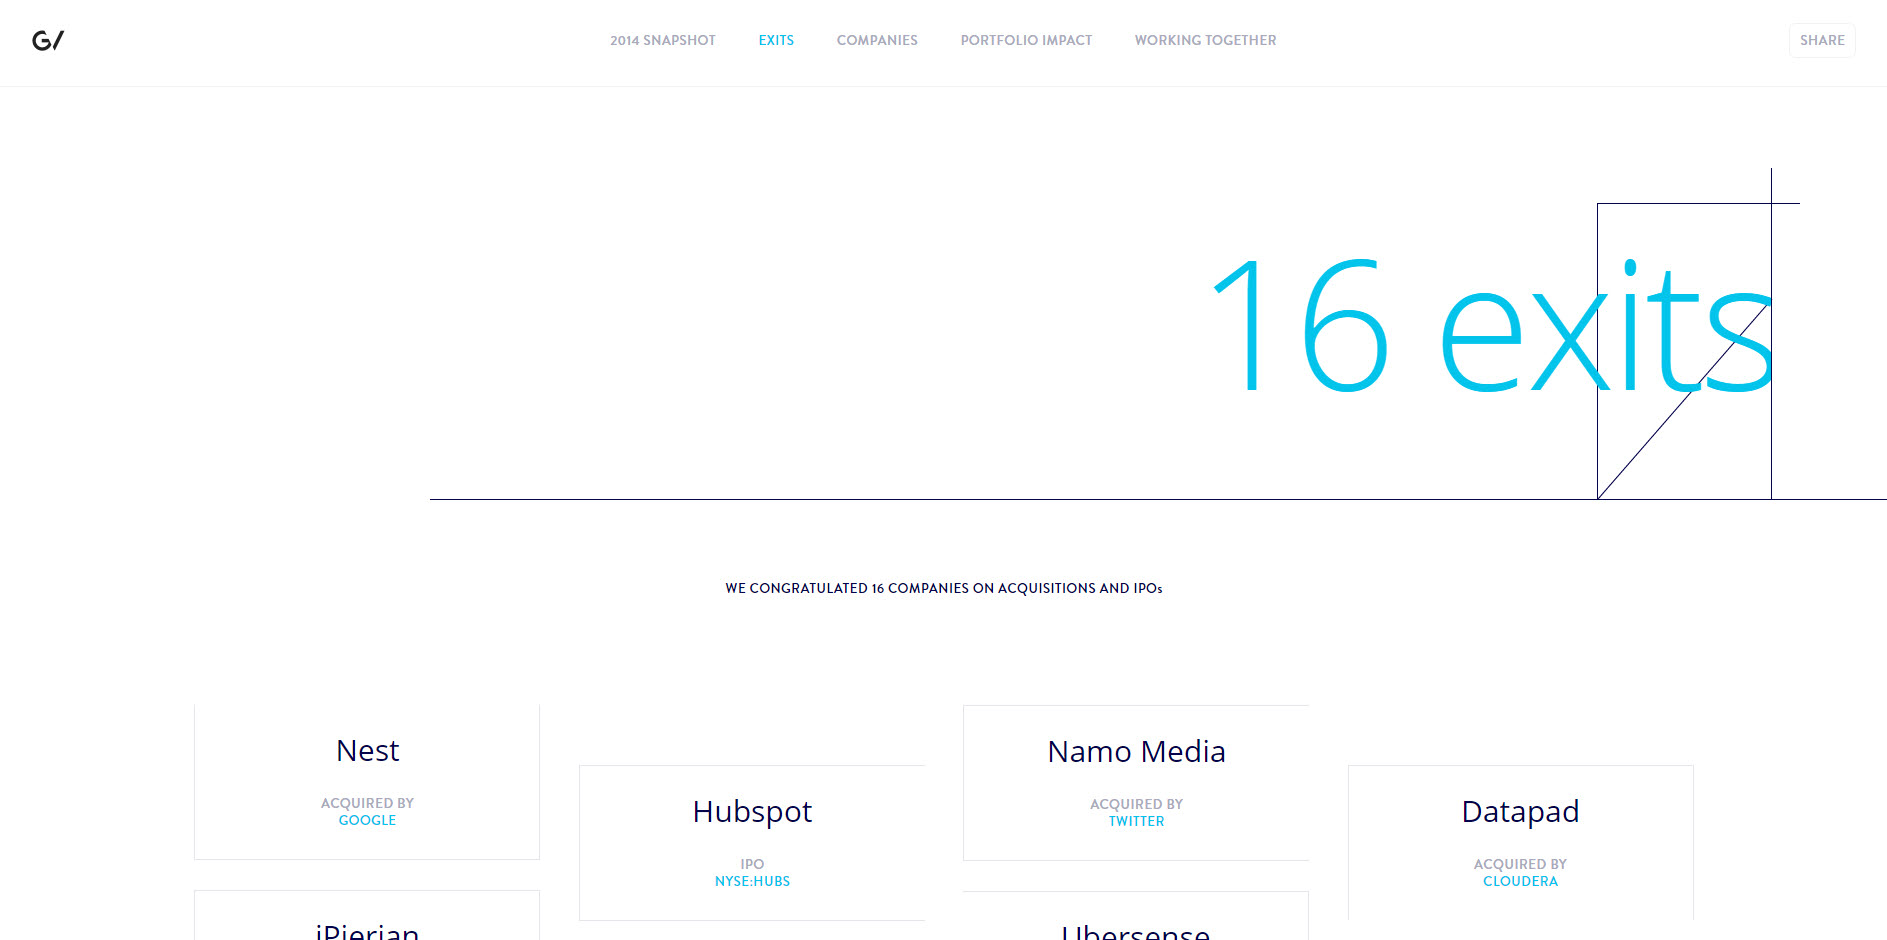 G/
2014 SNAPSHOT
EXITS
COMPANIES
PORTFOLIO IMPACT
WORKING TOGETHER
SHARE
16 exits
WE CONGRATULATED 16 COMPANIES ON ACQUISITIONS AND IPOs
Nest
ACQUIRED BY
GOOGLE
Hubspot
IPO
NYSE:HUBS
Namo Media
ACQUIRED BY
TWITTER
Datapad
ACQUIRED BY
CLOUDERA
iPierian
Ubersense